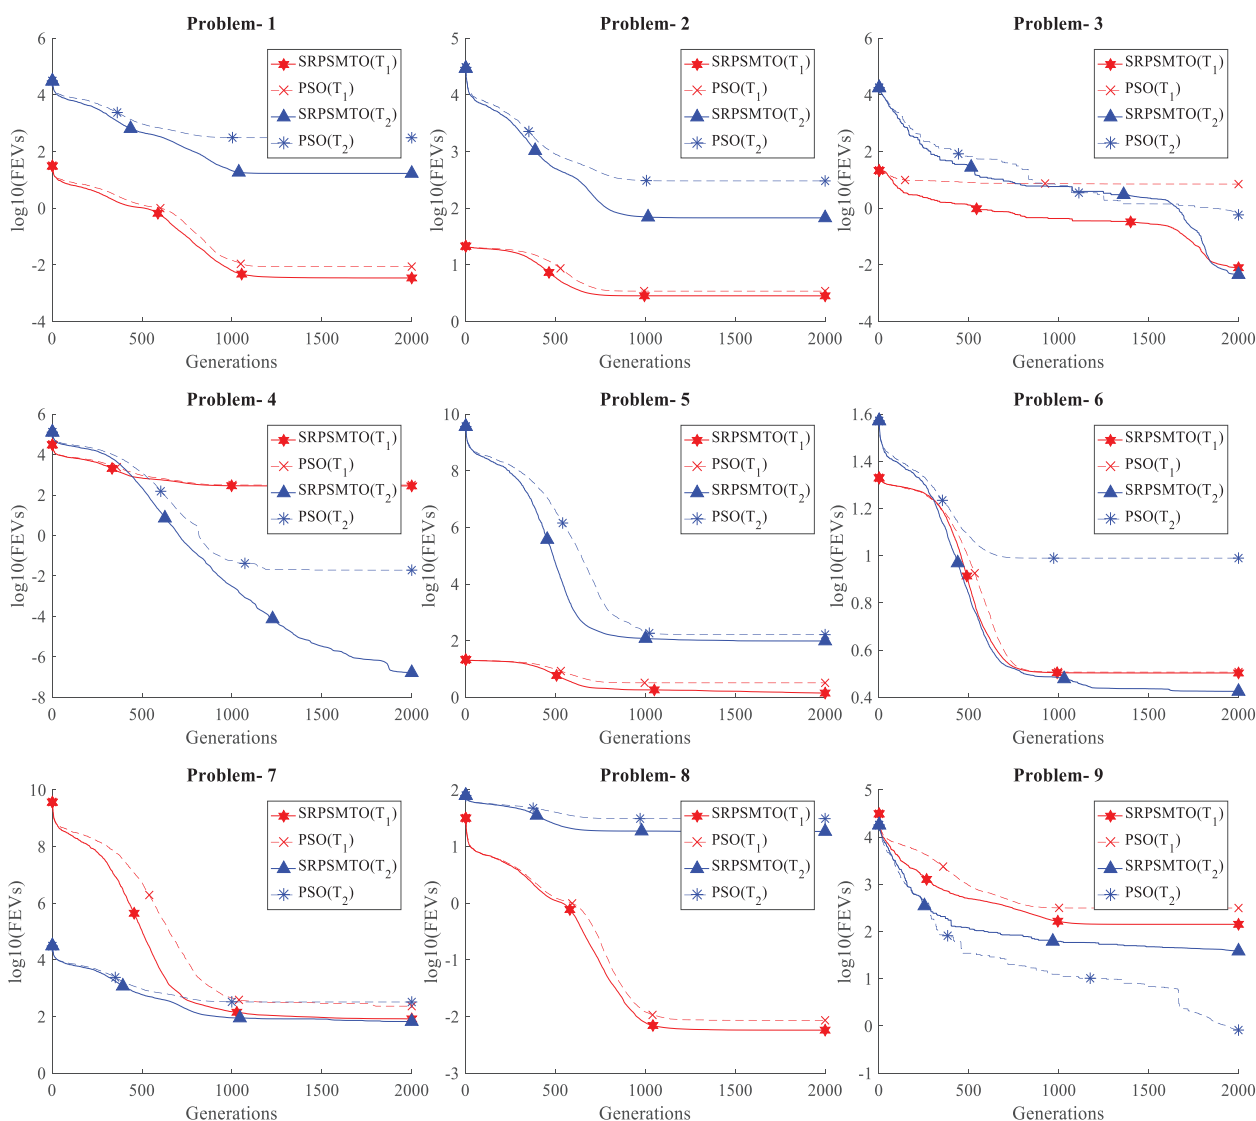 Problem- 1
6
4
2
0
-2
-4
log10(FEVs)
0 500 1000 1500 2000
Generations
SRPSMTO(T1)
PSO(T1)
SRPSMTO(T2)
PSO(T2)
Problem- 2
5
4
3
2
1
0
log10(FEVs)
0 500 1000 1500 2000
Generations
SRPSMTO(T1)
PSO(T1)
SRPSMTO(T2)
PSO(T2)
Problem- 3
6
4
2
0
-2
-4
log10(FEVs)
0 500 1000 1500 2000
Generations
SRPSMTO(T1)
PSO(T1)
SRPSMTO(T2)
PSO(T2)
Problem- 4
6
4
2
0
-2
-4
-6
-8
log10(FEVs)
0 500 1000 1500 2000
Generations
SRPSMTO(T1)
PSO(T1)
SRPSMTO(T2)
PSO(T2)
Problem- 5
10
8
6
4
2
0
log10(FEVs)
0 500 1000 1500 2000
Generations
SRPSMTO(T1)
PSO(T1)
SRPSMTO(T2)
PSO(T2)
Problem- 6
1.6
1.4
1.2
1
0.8
0.6
0.4
log10(FEVs)
0 500 1000 1500 2000
Generations
SRPSMTO(T1)
PSO(T1)
SRPSMTO(T2)
PSO(T2)
Problem- 7
10
8
6
4
2
0
log10(FEVs)
0 500 1000 1500 2000
Generations
SRPSMTO(T1)
PSO(T1)
SRPSMTO(T2)
PSO(T2)
Problem- 8
2
1
0
-1
-2
-3
log10(FEVs)
0 500 1000 1500 2000
Generations
SRPSMTO(T1)
PSO(T1)
SRPSMTO(T2)
PSO(T2)
Problem- 9
5
4
3
2
1
0
-1
log10(FEVs)
0 500 1000 1500 2000
Generations
SRPSMTO(T1)
PSO(T1)
SRPSMTO(T2)
PSO(T2)